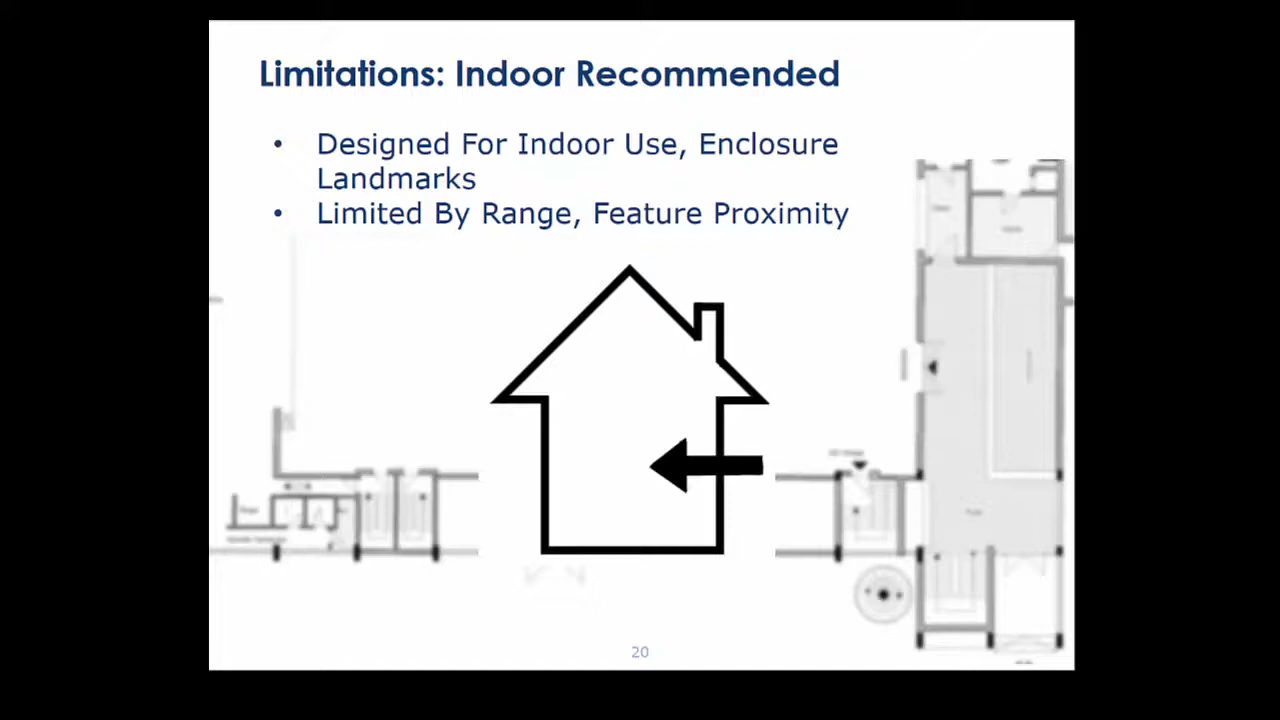 Limitations: Indoor Recommended
• Designed For Indoor Use, Enclosure
Landmarks
• Limited By Range, Feature Proximity
20